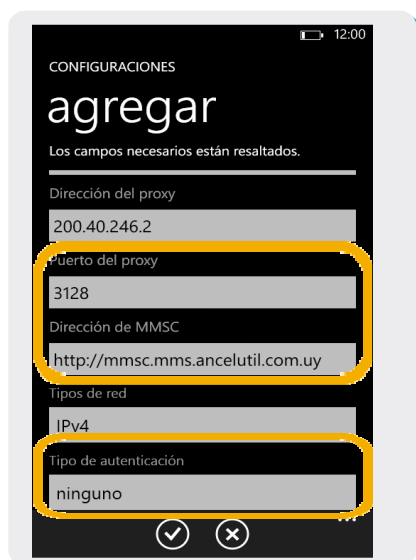 12:00
CONFIGURACIONES
agregar
Los campos necesarios están resaltados.
Dirección del proxy
200.40.246.2
Puerto del proxy
3128
Dirección de MMSC
http://mmsc.mms.ancelutil.com.uy
Tipos de red
IPv4
Tipo de autenticación
ninguno